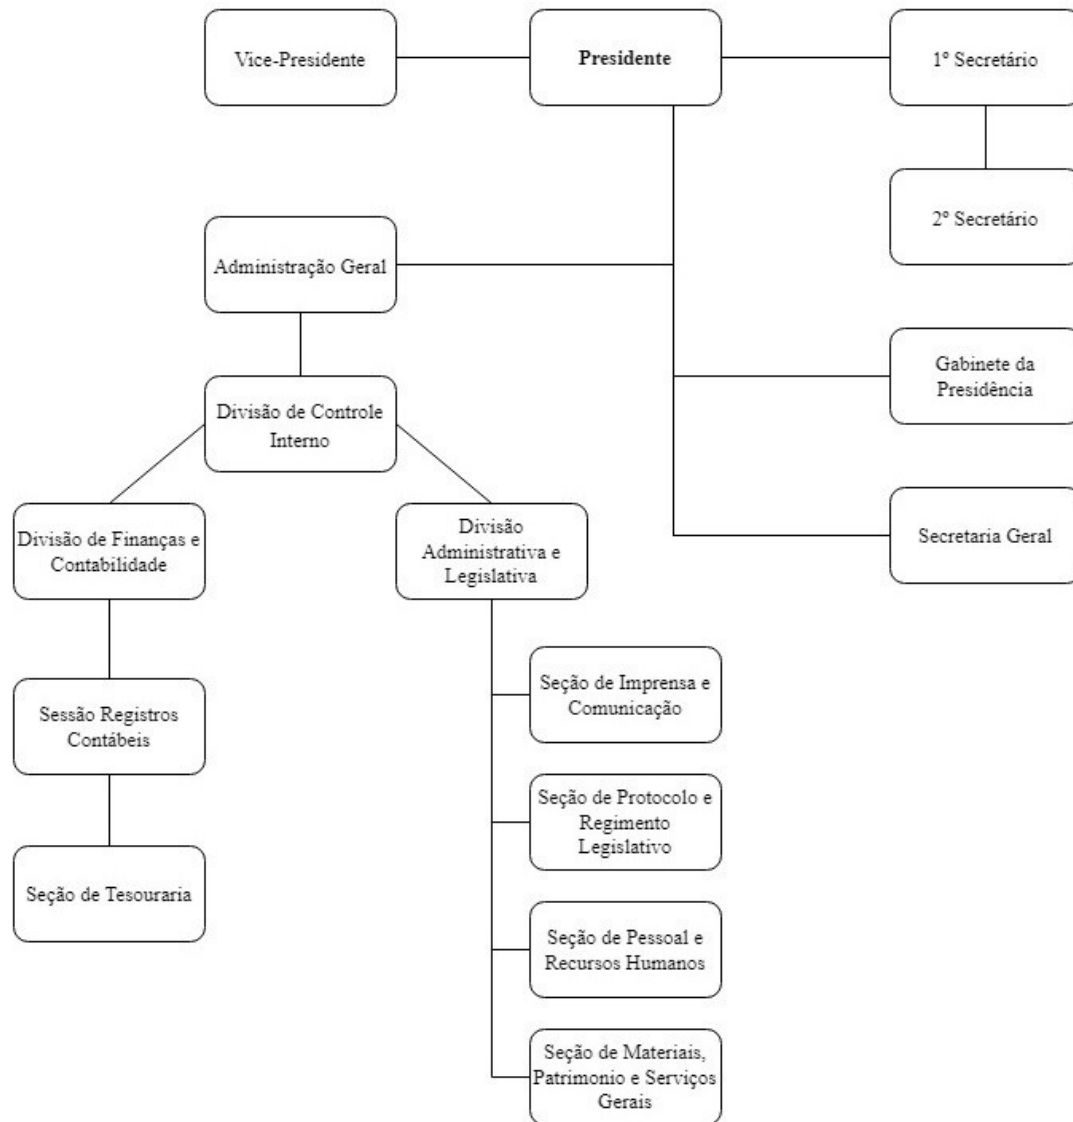 Vice-Presidente
Presidente
1º Secretário
2º Secretário
Administração Geral
Gabinete da
Presidência
Divisão de Controle
Interno
Secretaria Geral
Divisão de Finanças e
Contabilidade
Divisão
Administrativa e
Legislativa
Sessão Registros
Contábeis
Seção de Tesouraria
Seção de Imprensa e
Comunicação
Seção de Protocolo e
Regimento
Legislativo
Seção de Pessoal e
Recursos Humanos
Seção de Materiais,
Patrimonio e Serviços
Gerais